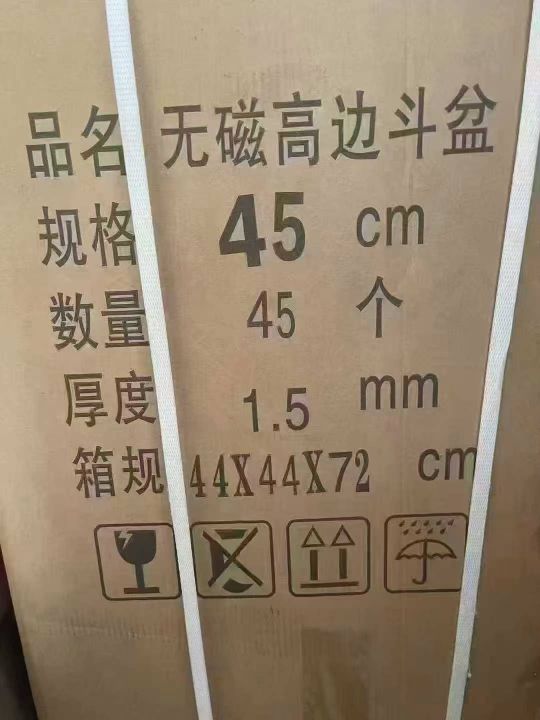 品名 无磁高边斗盆
规格 45 cm
数量 45 个
厚度 1.5 mm
箱规 44X44X72 cm